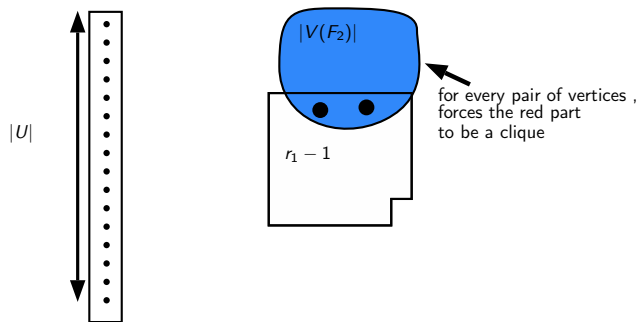 |V(F₂)|
for every pair of vertices ,
forces the red part
to be a clique
|U|
r₁ − 1